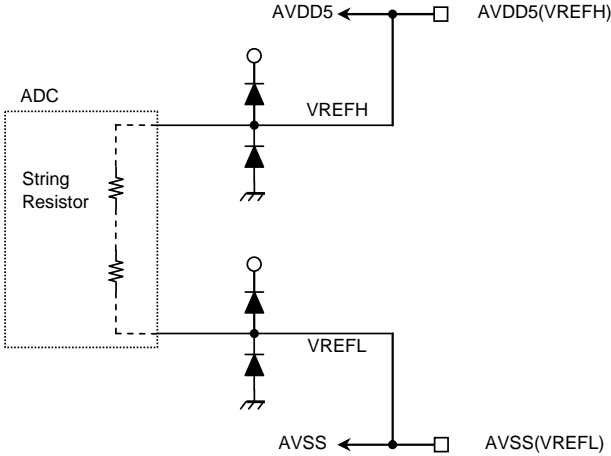 AVDD5
AVDD5(VREFH)
ADC
VREFH
String
Resistor
VREFL
AVSS
AVSS(VREFL)